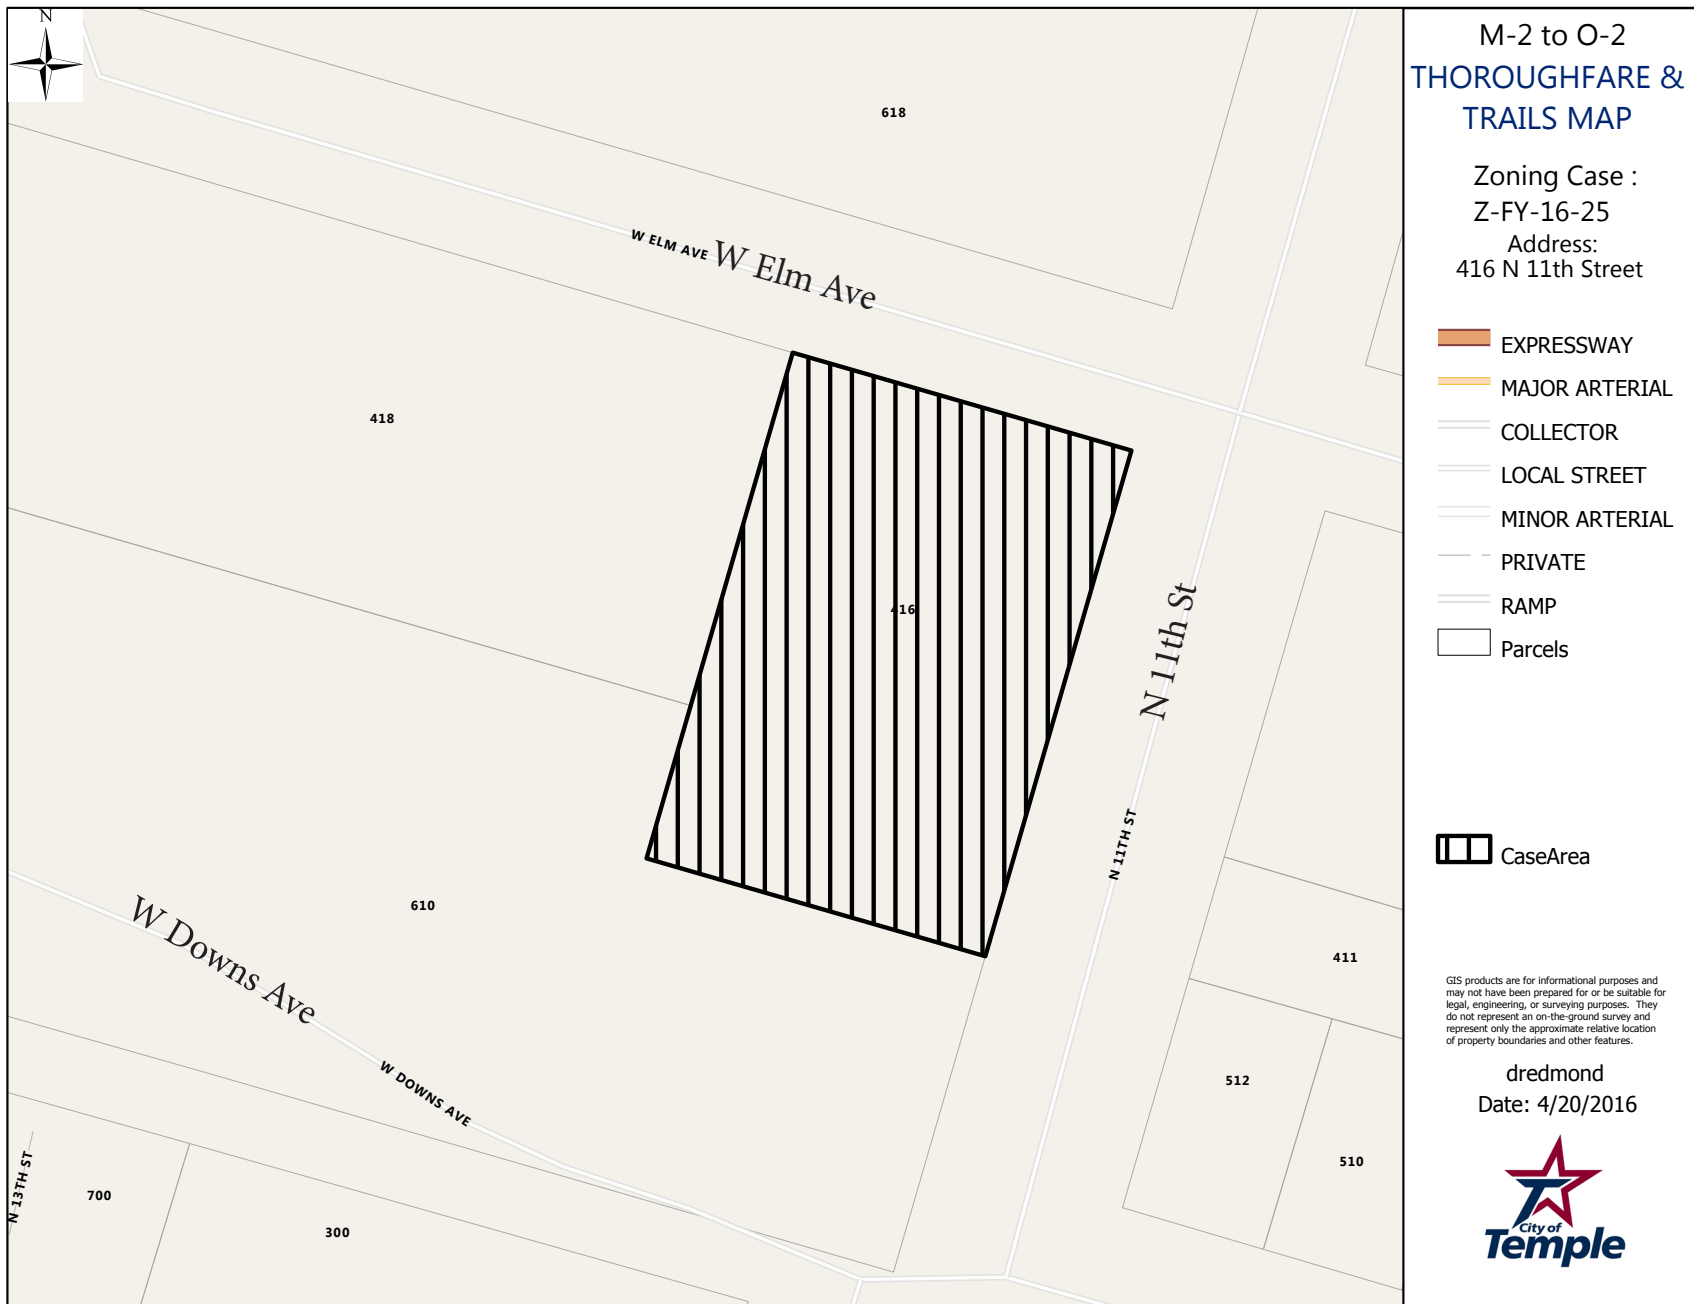 N
618
W ELM AVE
W Elm Ave
418
416
N 11th St
N 11TH ST
W Downs Ave
610
W DOWNS AVE
411
512
510
N 13TH ST
700
300
M-2 to O-2
THOROUGHFARE &
TRAILS MAP
Zoning Case :
Z-FY-16-25
Address:
416 N 11th Street
EXPRESSWAY
MAJOR ARTERIAL
COLLECTOR
LOCAL STREET
MINOR ARTERIAL
PRIVATE
RAMP
Parcels
CaseArea
GIS products are for informational purposes and
may not have been prepared for or be suitable for
legal, engineering, or surveying purposes. They
do not represent an on-the-ground survey and
represent only the approximate relative location
of property boundaries and other features.
dredmond
Date: 4/20/2016
T
City of
Temple